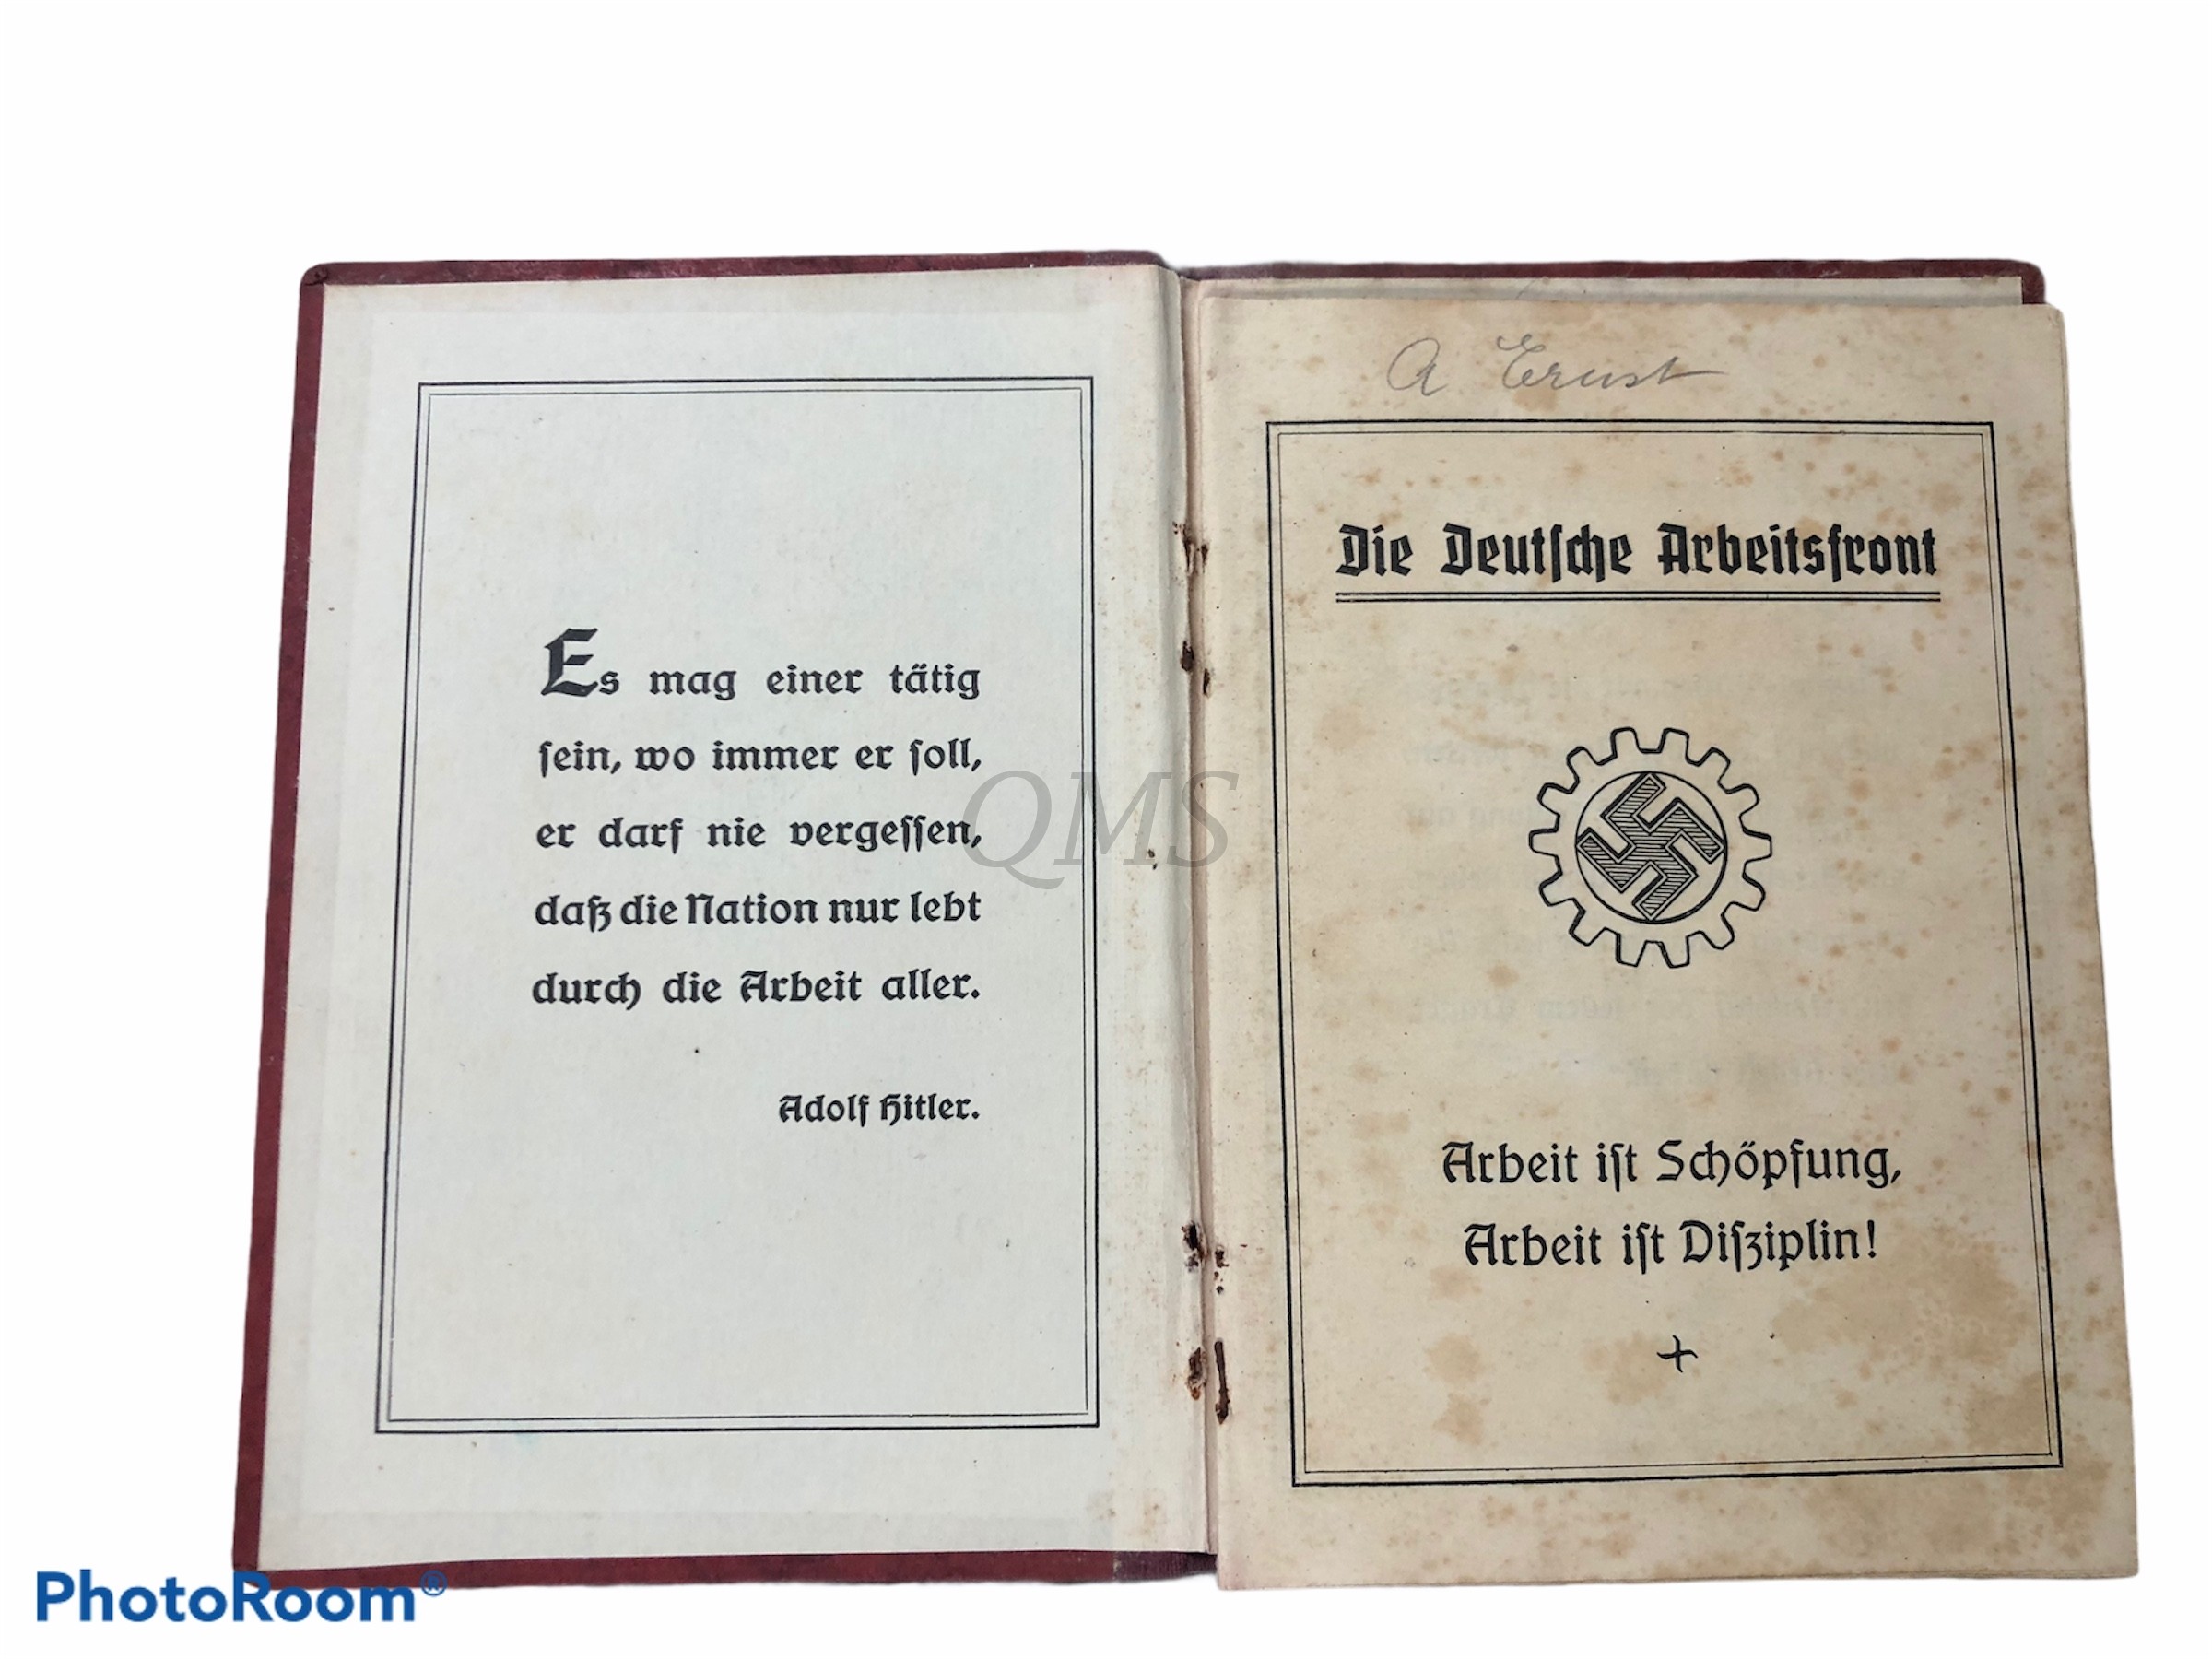 Es mag einer tätig
ſein, wo immer er ſoll,
er darf nie vergeſſen,
daß die Nation nur lebt
durch die Arbeit aller.
Adolf Hitler.
QMS
A Ernst
Die Deutſche Arbeitsfront
Arbeit iſt Schöpfung,
Arbeit iſt Diſziplin!
PhotoRoom®